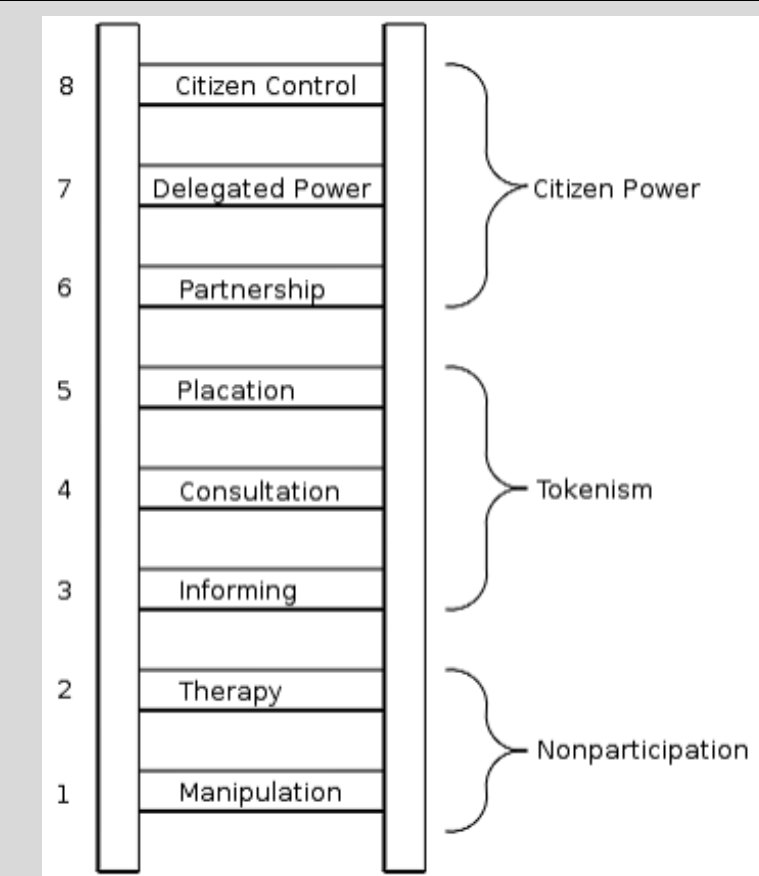 8 Citizen Control
7 Delegated Power Citizen Power
6 Partnership
5 Placation
4 Consultation Tokenism
3 Informing
2 Therapy
Nonparticipation
1 Manipulation